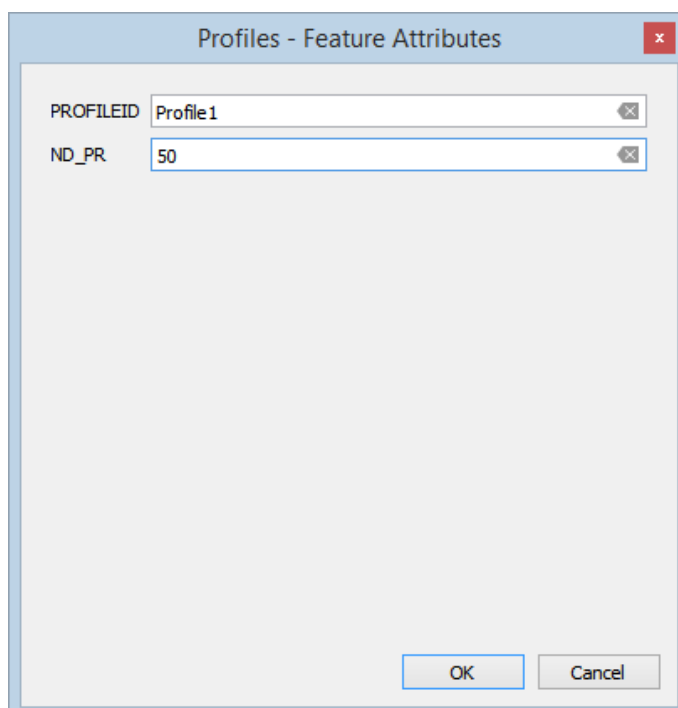 Profiles - Feature Attributes
x
PROFILEID Profile1
ND_PR 50
OK Cancel